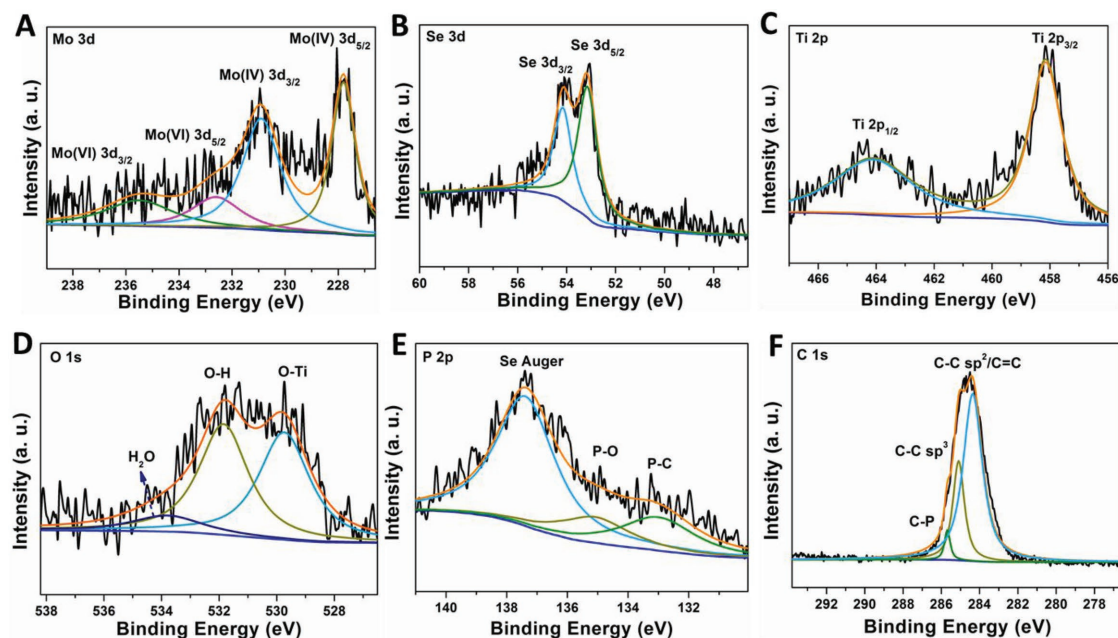 A
Mo 3d
Mo(IV) 3d5/2
Mo(IV) 3d3/2
Mo(VI) 3d5/2
Mo(VI) 3d3/2
Intensity (a. u.)
238 236 234 232 230 228
Binding Energy (eV)
B
Se 3d
Se 3d5/2
Se 3d3/2
Intensity (a. u.)
60 58 56 54 52 50 48
Binding Energy (eV)
C
Ti 2p
Ti 2p3/2
Ti 2p1/2
Intensity (a. u.)
466 464 462 460 458 456
Binding Energy (eV)
D
O 1s
O-H
O-Ti
H2O
Intensity (a. u.)
538 536 534 532 530 528
Binding Energy (eV)
E
P 2p
Se Auger
P-O
P-C
Intensity (a. u.)
140 138 136 134 132
Binding Energy (eV)
F
C 1s
C-C sp2/C=C
C-C sp3
C-P
Intensity (a. u.)
292 290 288 286 284 282 280 278
Binding Energy (eV)